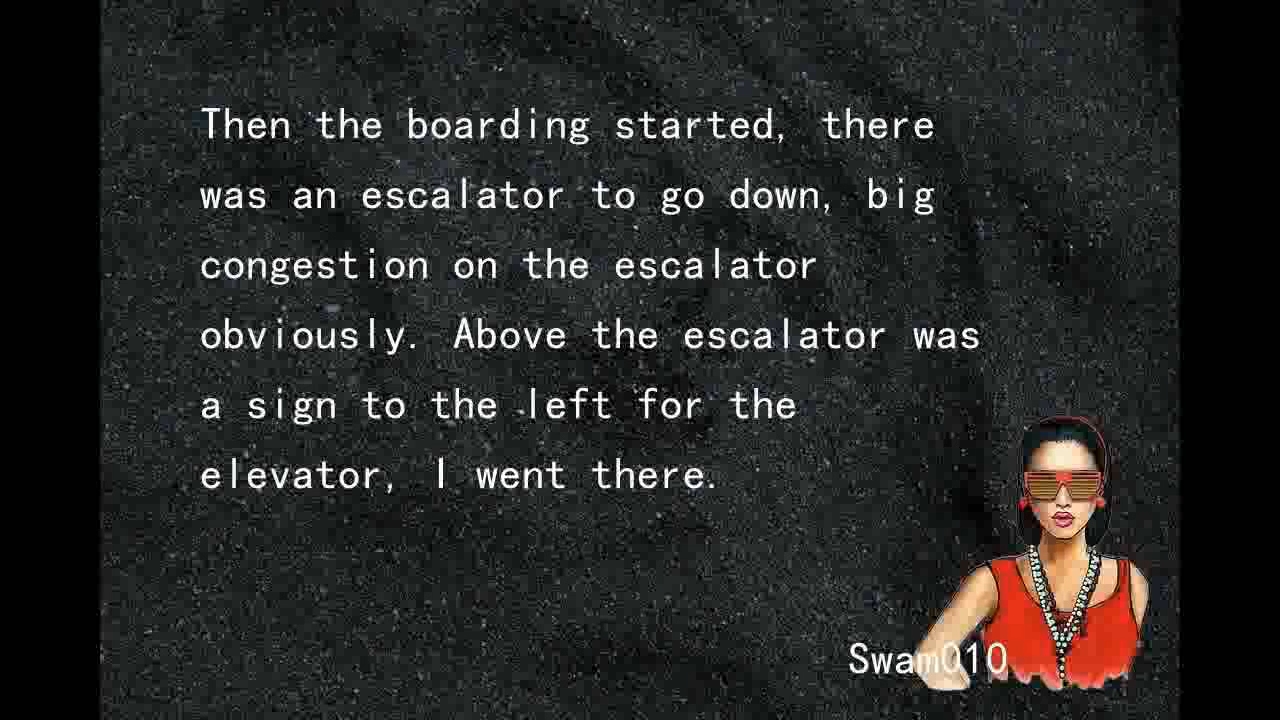 Then the boarding started, there
was an escalator to go down, big
congestion on the escalator
obviously. Above the escalator was
a sign to the left for the
elevator, I went there.
Swam010